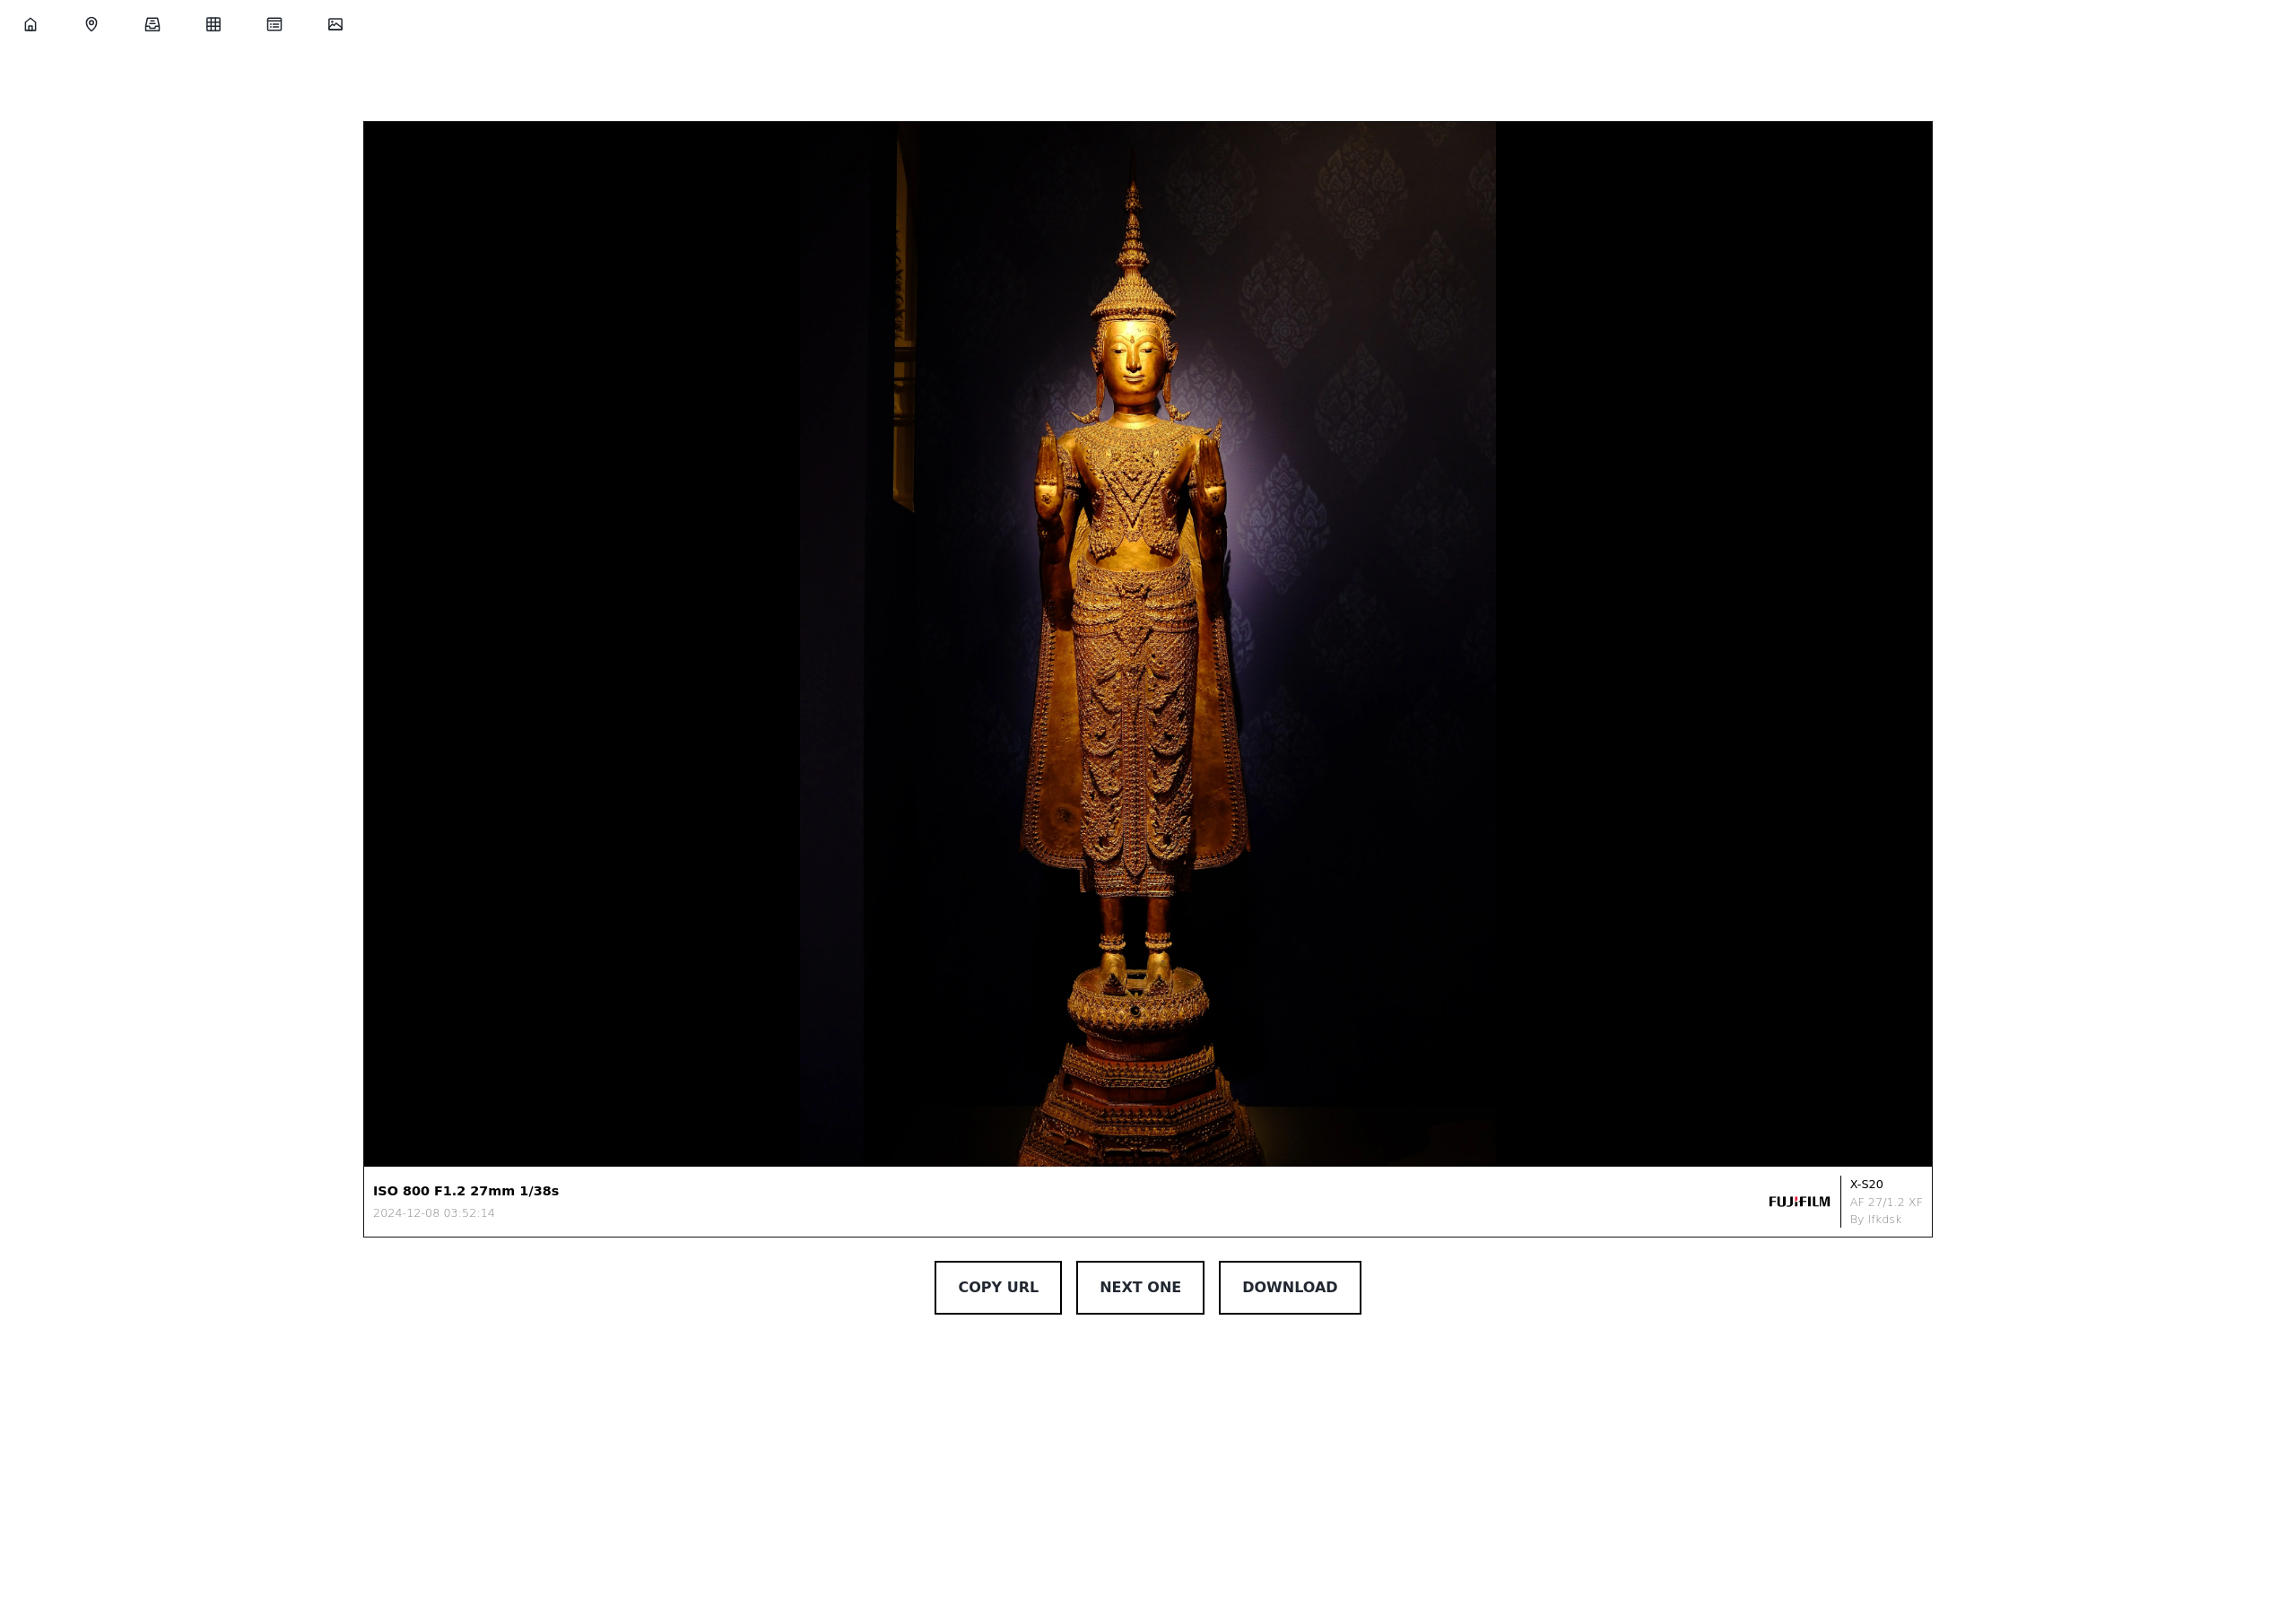 ISO 800 F1.2 27mm 1/38s
2024-12-08 03:52:14
FUJIFILM
X-S20
AF 27/1.2 XF
By lfkdsk
COPY URL
NEXT ONE
DOWNLOAD